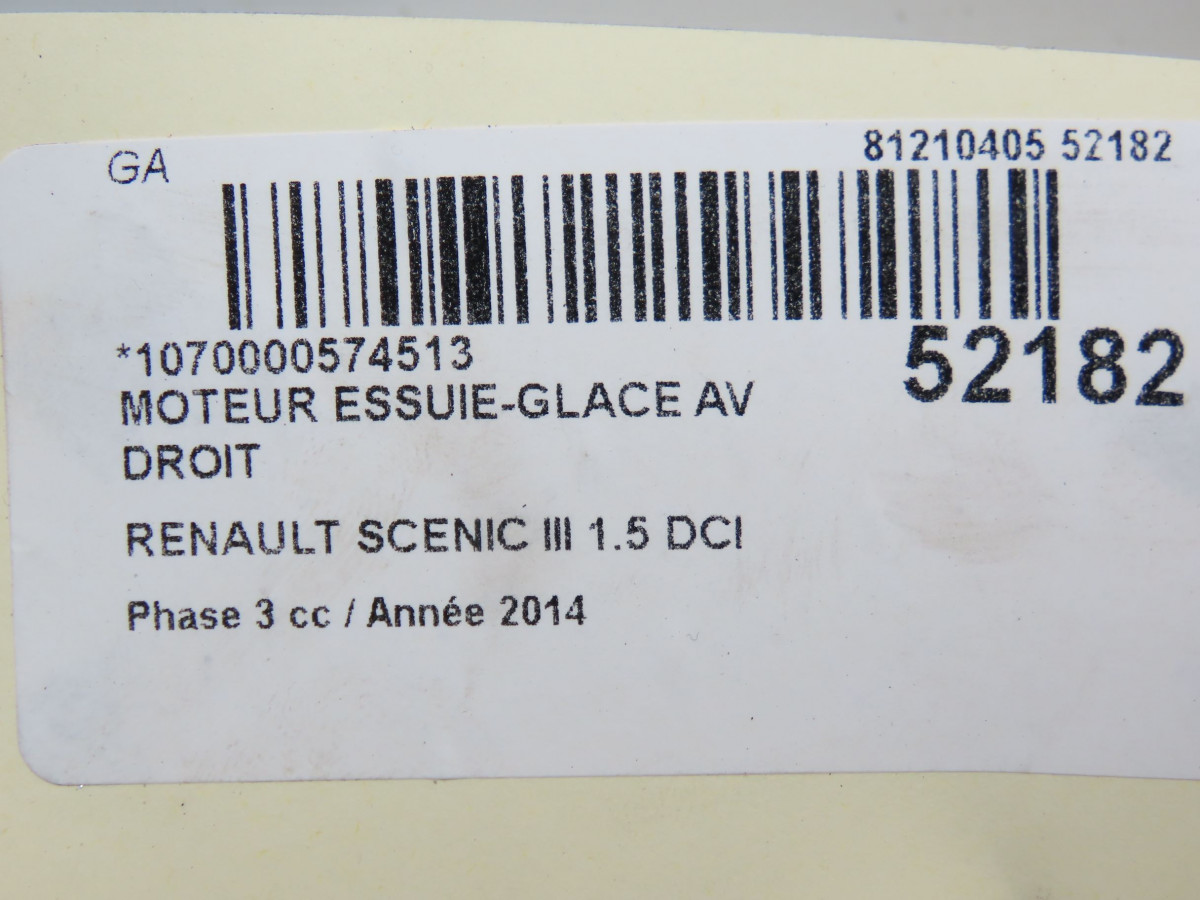 GA
81210405 52182
*1070000574513
52182
MOTEUR ESSUIE-GLACE AV
DROIT
RENAULT SCENIC III 1.5 DCI
Phase 3 cc / Année 2014